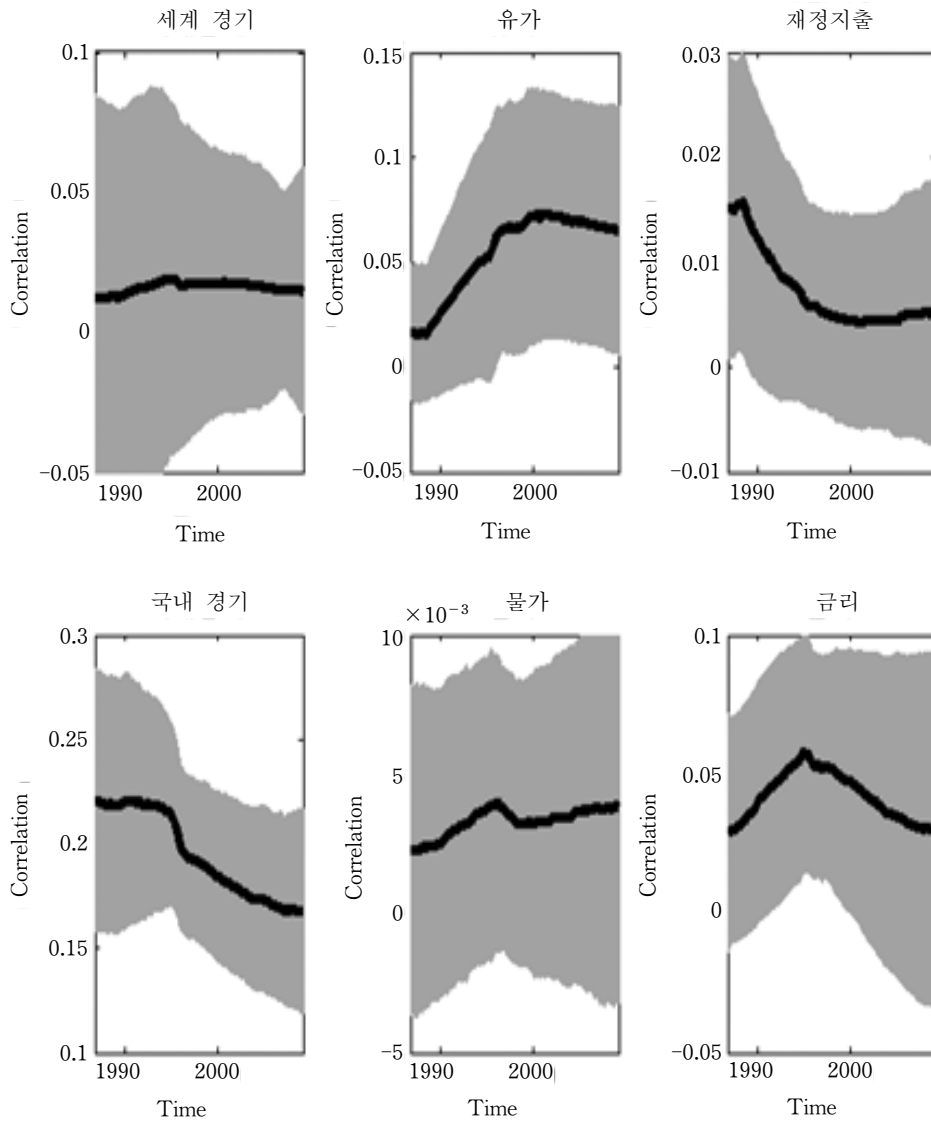 세계 경기
0.1
0.05
0
-0.05
Correlation
1990 2000
Time
유가
0.15
0.1
0.05
0
-0.05
Correlation
1990 2000
Time
재정지출
0.03
0.02
0.01
0
-0.01
Correlation
1990 2000
Time
국내 경기
0.3
0.25
0.2
0.15
0.1
Correlation
1990 2000
Time
×10⁻³ 물가
10
5
0
-5
Correlation
1990 2000
Time
금리
0.1
0.05
0
-0.05
Correlation
1990 2000
Time